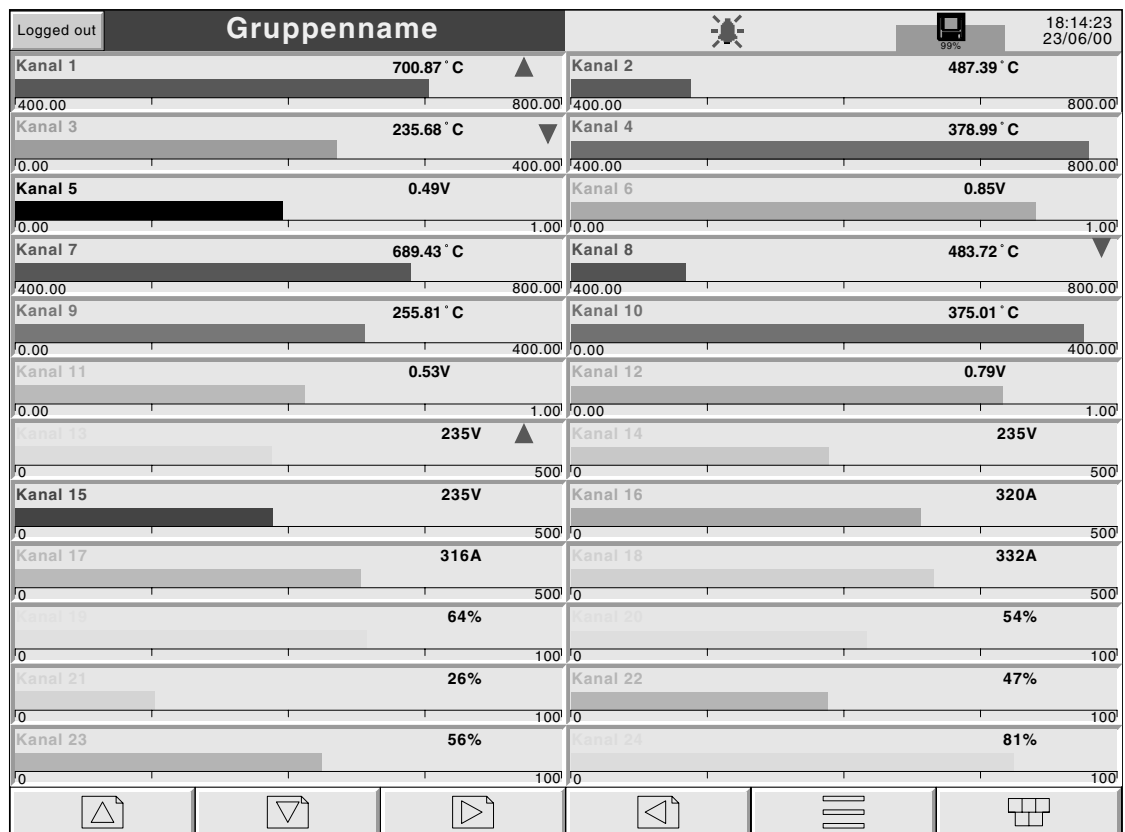 Logged out Gruppenname 99% 18:14:23
23/06/00
Kanal 1 700.87°C
400.00 800.00
Kanal 2 487.39°C
400.00 800.00
Kanal 3 235.68°C
0.00 400.00
Kanal 4 378.99°C
400.00 800.00
Kanal 5 0.49V
0.00 1.00
Kanal 6 0.85V
0.00 1.00
Kanal 7 689.43°C
400.00 800.00
Kanal 8 483.72°C
400.00 800.00
Kanal 9 255.81°C
0.00 400.00
Kanal 10 375.01°C
0.00 400.00
Kanal 11 0.53V
0.00 1.00
Kanal 12 0.79V
0.00 1.00
Kanal 13 235V
0 500
Kanal 14 235V
0 500
Kanal 15 235V
0 500
Kanal 16 320A
0 500
Kanal 17 316A
0 500
Kanal 18 332A
0 500
Kanal 19 64%
0 100
Kanal 20 54%
0 100
Kanal 21 26%
0 100
Kanal 22 47%
0 100
Kanal 23 56%
0 100
Kanal 24 81%
0 100